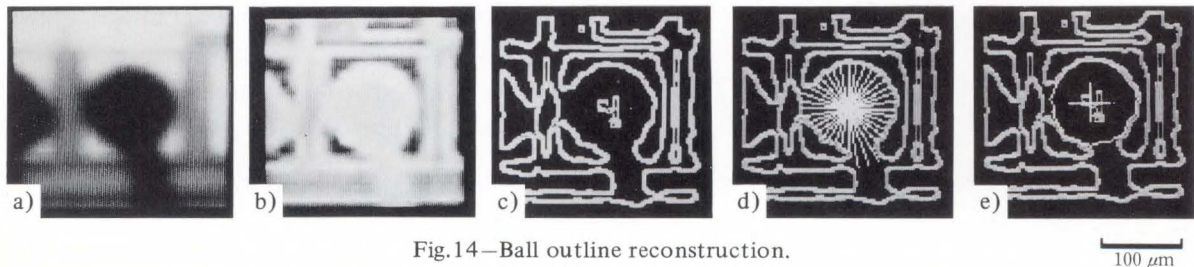 a)
b)
c)
d)
e)
Fig.14—Ball outline reconstruction.
100 μm